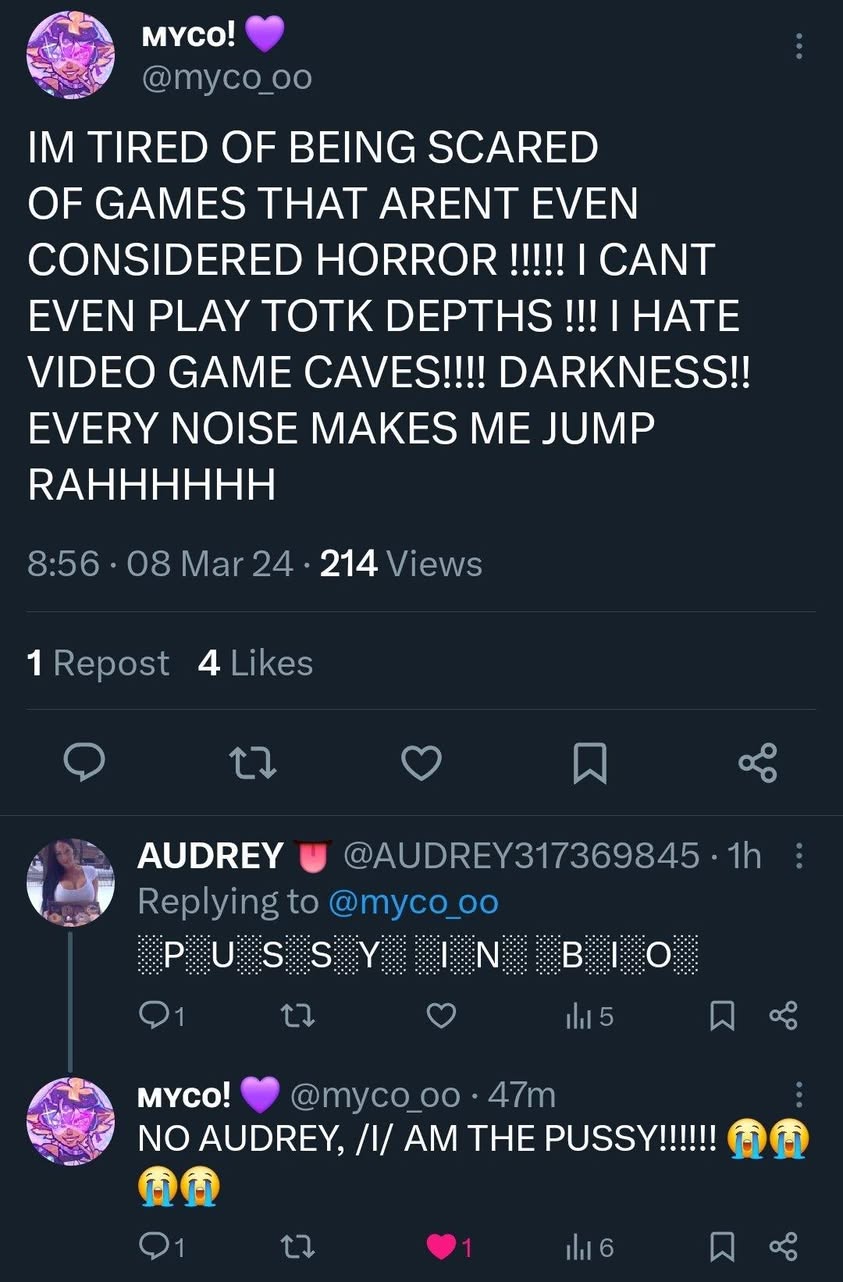 MYCO! 💜
@myco_oo
IM TIRED OF BEING SCARED
OF GAMES THAT ARENT EVEN
CONSIDERED HORROR !!!!! I CANT
EVEN PLAY TOTK DEPTHS !!! I HATE
VIDEO GAME CAVES!!!! DARKNESS!!
EVERY NOISE MAKES ME JUMP
RAHHHHHH
8:56 · 08 Mar 24 · 214 Views
1 Repost 4 Likes
AUDREY 👅 @AUDREY317369845 · 1h
Replying to @myco_oo
░P░U░S░S░Y░ ░I░N░ ░B░I░O░
1 5
MYCO! 💜 @myco_oo · 47m
NO AUDREY, /I/ AM THE PUSSY!!!!!! 😭😭
😭😭
1 1 6